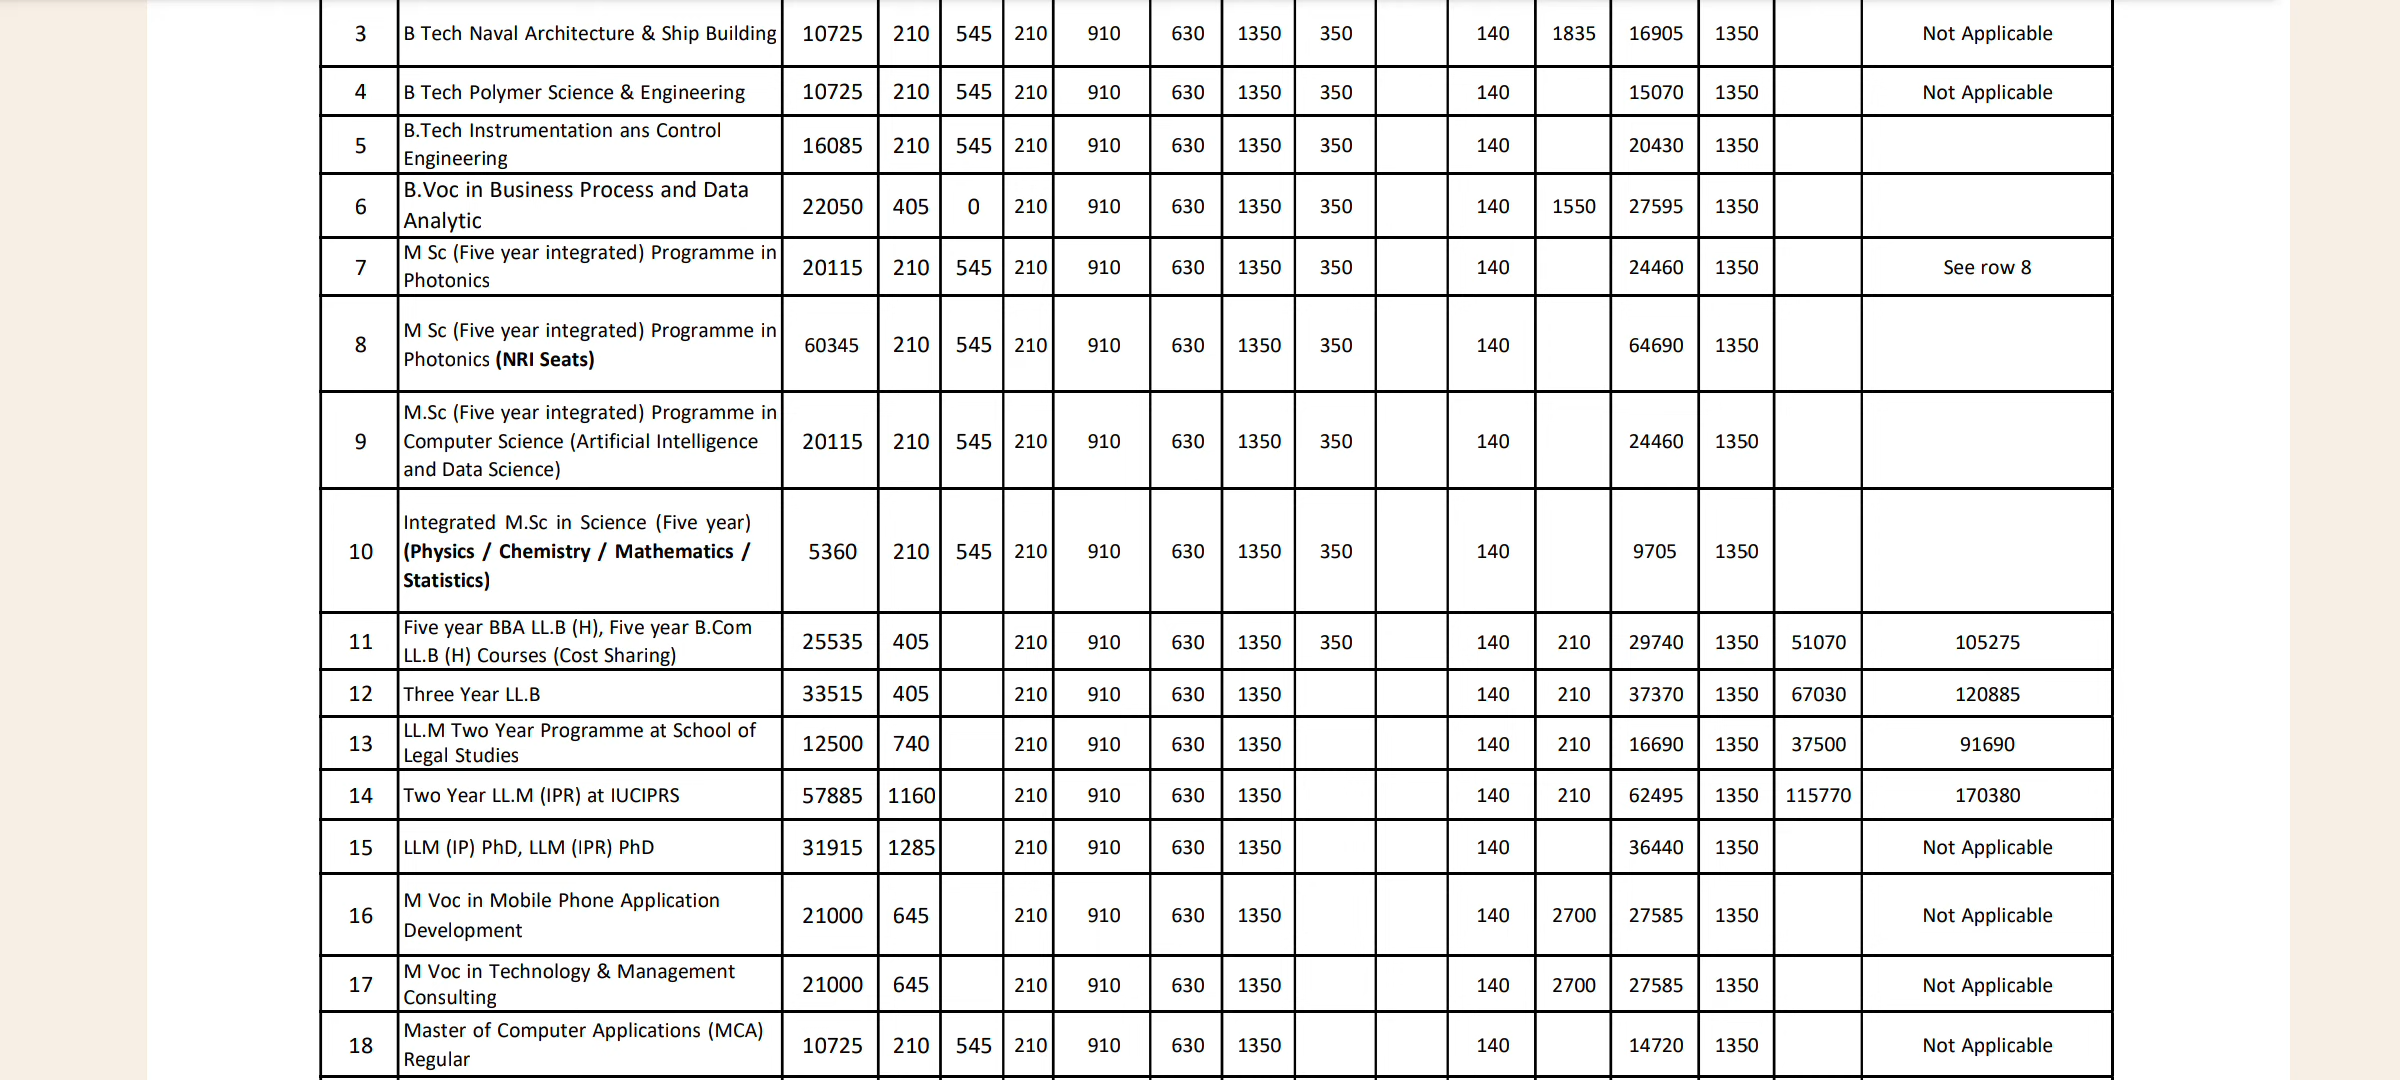 3 B Tech Naval Architecture & Ship Building 10725 210 545 210 910 630 1350 350 140 1835 16905 1350 Not Applicable
4 B Tech Polymer Science & Engineering 10725 210 545 210 910 630 1350 350 140 15070 1350 Not Applicable
B.Tech Instrumentation ans Control
5 16085 210 545 210 910 630 1350 350 140 20430 1350
Engineering
B.Voc in Business Process and Data
6 22050 405 0 210 910 630 1350 350 140 1550 27595 1350
Analytic
M Sc (Five year integrated) Programme in
7 20115 210 545 210 910 630 1350 350 140 24460 1350 See row 8
Photonics
M Sc (Five year integrated) Programme in
8 60345 210 545 210 910 630 1350 350 140 64690 1350
Photonics (NRI Seats)
M.Sc (Five year integrated) Programme in
9 Computer Science (Artificial Intelligence 20115 210 545 210 910 630 1350 350 140 24460 1350
and Data Science)
Integrated M.Sc in Science (Five year)
10 (Physics / Chemistry / Mathematics / 5360 210 545 210 910 630 1350 350 140 9705 1350
Statistics)
Five year BBA LL.B (H), Five year B.Com
11 25535 405 210 910 630 1350 350 140 210 29740 1350 51070 105275
LL.B (H) Courses (Cost Sharing)
12 Three Year LL.B 33515 405 210 910 630 1350 140 210 37370 1350 67030 120885
LL.M Two Year Programme at School of
13 12500 740 210 910 630 1350 140 210 16690 1350 37500 91690
Legal Studies
14 Two Year LL.M (IPR) at IUCIPRS 57885 1160 210 910 630 1350 140 210 62495 1350 115770 170380
15 LLM (IP) PhD, LLM (IPR) PhD 31915 1285 210 910 630 1350 140 36440 1350 Not Applicable
M Voc in Mobile Phone Application
16 21000 645 210 910 630 1350 140 2700 27585 1350 Not Applicable
Development
M Voc in Technology & Management
17 21000 645 210 910 630 1350 140 2700 27585 1350 Not Applicable
Consulting
Master of Computer Applications (MCA)
18 10725 210 545 210 910 630 1350 140 14720 1350 Not Applicable
Regular